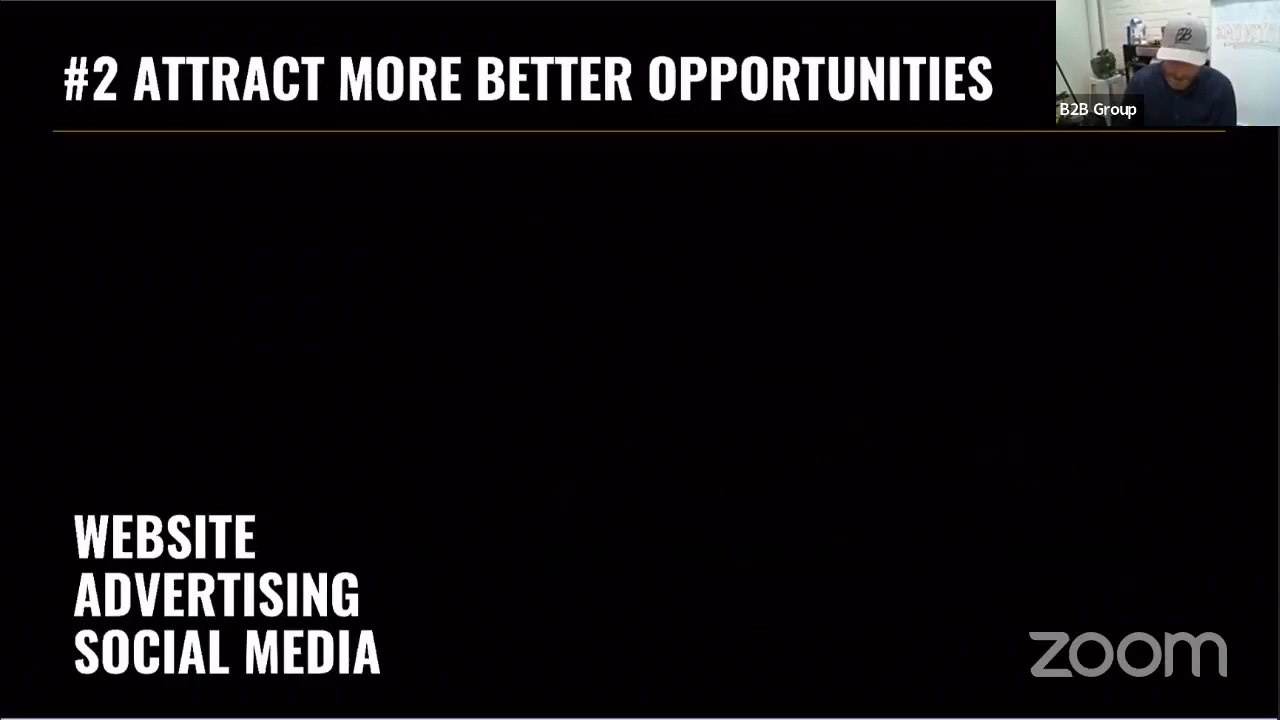 #2 ATTRACT MORE BETTER OPPORTUNITIES
B2B Group
WEBSITE
ADVERTISING
SOCIAL MEDIA
zoom